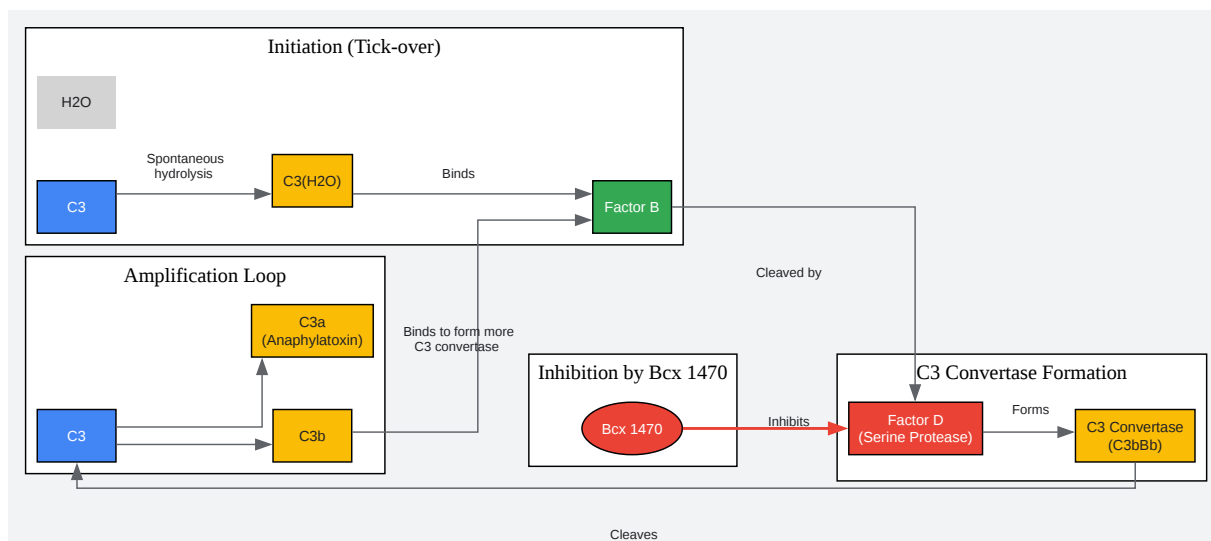 Initiation (Tick-over)
H2O
Spontaneous
hydrolysis
C3(H2O)
Binds
C3
Factor B
Amplification Loop
Cleaved by
C3a
(Anaphylatoxin)
Binds to form more
C3 convertase
Inhibition by Bcx 1470
C3 Convertase Formation
C3
C3b
Bcx 1470
Inhibits
Factor D
(Serine Protease)
Forms
C3 Convertase
(C3bBb)
Cleaves